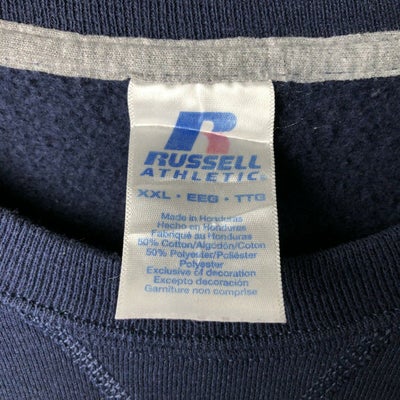 R
RUSSELL
ATHLETIC
XXL • EEG • TTG
Made in Honduras
Hecho en Honduras
Fabriqué au Honduras
50% Cotton/Algodón/Coton
50% Polyester/Poliéster
Polyester
Exclusive of decoration
Excepto decoración
Garniture non comprise